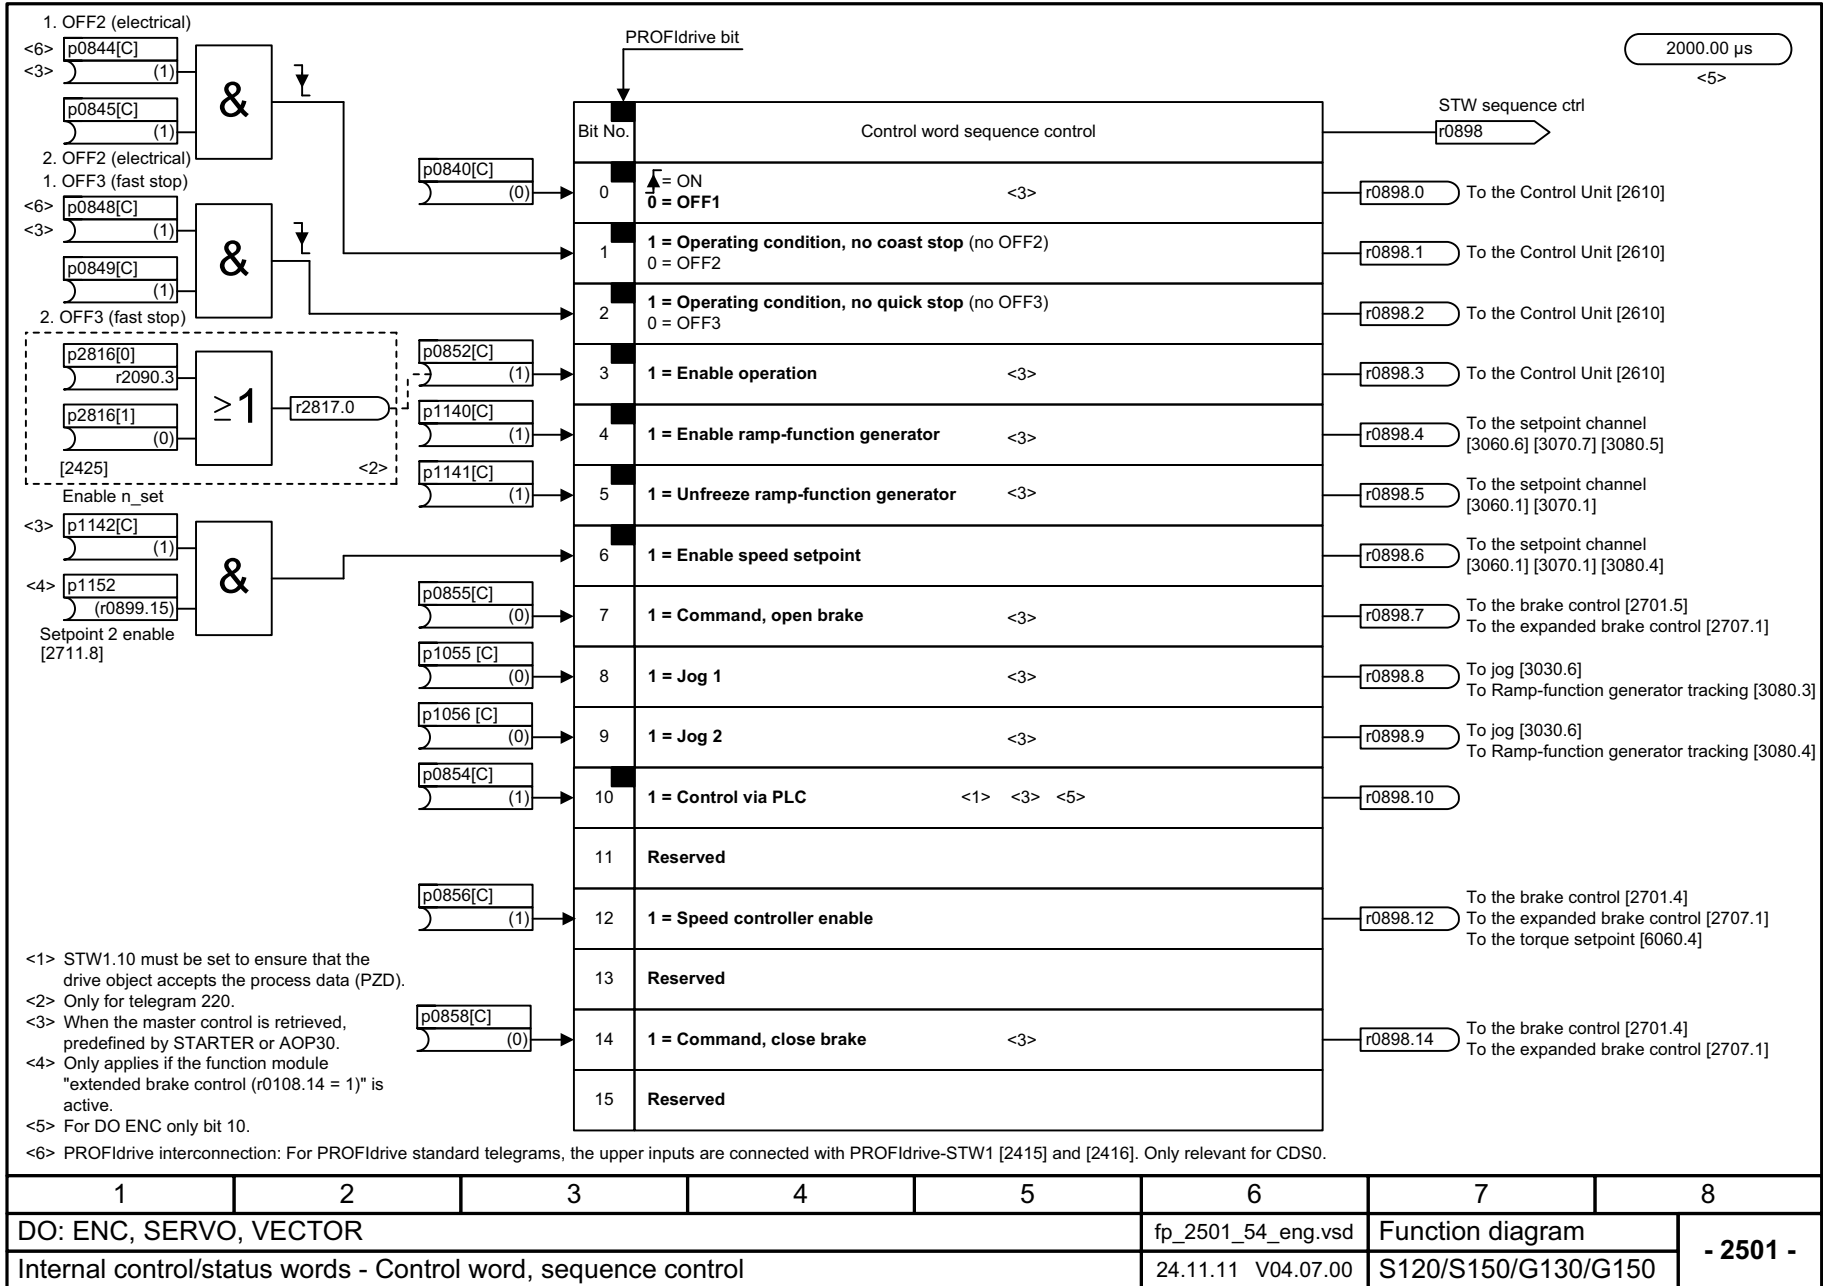 1. OFF2 (electrical)
<6> p0844[C]
<3> (1)
&
p0845[C]
(1)
2. OFF2 (electrical)
1. OFF3 (fast stop)
<6> p0848[C]
<3> (1)
&
p0849[C]
(1)
2. OFF3 (fast stop)
p2816[0]
r2090.3
≥1
r2817.0
p2816[1]
(0)
[2425] <2>
Enable n_set
<3> p1142[C]
(1)
&
<4> p1152
(r0899.15)
Setpoint 2 enable
[2711.8]
PROFIdrive bit
2000.00 µs
<5>
Bit No. Control word sequence control
STW sequence ctrl
r0898
p0840[C]
(0)
0 = ON <3>
0 = OFF1
r0898.0 To the Control Unit [2610]
1 1 = Operating condition, no coast stop (no OFF2)
0 = OFF2
r0898.1 To the Control Unit [2610]
2 1 = Operating condition, no quick stop (no OFF3)
0 = OFF3
r0898.2 To the Control Unit [2610]
p0852[C]
(1)
3 1 = Enable operation <3>
r0898.3 To the Control Unit [2610]
p1140[C]
(1)
4 1 = Enable ramp-function generator <3>
r0898.4 To the setpoint channel
[3060.6] [3070.7] [3080.5]
p1141[C]
(1)
5 1 = Unfreeze ramp-function generator <3>
r0898.5 To the setpoint channel
[3060.1] [3070.1]
6 1 = Enable speed setpoint
r0898.6 To the setpoint channel
[3060.1] [3070.1] [3080.4]
p0855[C]
(0)
7 1 = Command, open brake <3>
r0898.7 To the brake control [2701.5]
To the expanded brake control [2707.1]
p1055 [C]
(0)
8 1 = Jog 1 <3>
r0898.8 To jog [3030.6]
To Ramp-function generator tracking [3080.3]
p1056 [C]
(0)
9 1 = Jog 2 <3>
r0898.9 To jog [3030.6]
To Ramp-function generator tracking [3080.4]
p0854[C]
(1)
10 1 = Control via PLC <1> <3> <5>
r0898.10
11 Reserved
p0856[C]
(1)
12 1 = Speed controller enable
r0898.12 To the brake control [2701.4]
To the expanded brake control [2707.1]
To the torque setpoint [6060.4]
13 Reserved
p0858[C]
(0)
14 1 = Command, close brake <3>
r0898.14 To the brake control [2701.4]
To the expanded brake control [2707.1]
15 Reserved
<1> STW1.10 must be set to ensure that the
drive object accepts the process data (PZD).
<2> Only for telegram 220.
<3> When the master control is retrieved,
predefined by STARTER or AOP30.
<4> Only applies if the function module
"extended brake control (r0108.14 = 1)" is
active.
<5> For DO ENC only bit 10.
<6> PROFIdrive interconnection: For PROFIdrive standard telegrams, the upper inputs are connected with PROFIdrive-STW1 [2415] and [2416]. Only relevant for CDS0.
1 2 3 4 5 6 7 8
DO: ENC, SERVO, VECTOR fp_2501_54_eng.vsd Function diagram
- 2501 -
Internal control/status words - Control word, sequence control 24.11.11 V04.07.00 S120/S150/G130/G150